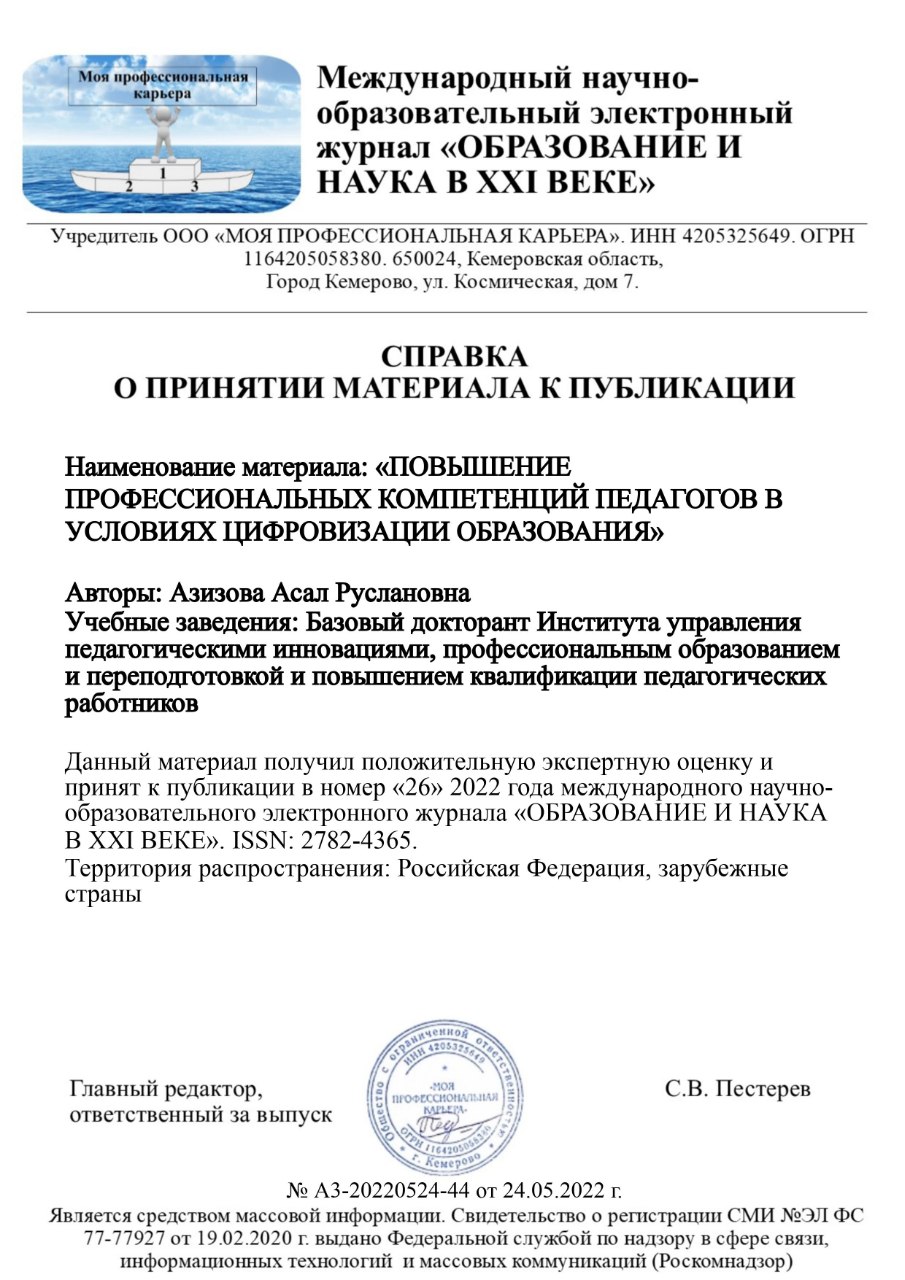 Моя профессиональная
карьера
1
2
3
Международный научно-
образовательный электронный
журнал «ОБРАЗОВАНИЕ И
НАУКА В XXI ВЕКЕ»
Учредитель ООО «МОЯ ПРОФЕССИОНАЛЬНАЯ КАРЬЕРА». ИНН 4205325649. ОГРН
1164205058380. 650024, Кемеровская область,
Город Кемерово, ул. Космическая, дом 7.
СПРАВКА
О ПРИНЯТИИ МАТЕРИАЛА К ПУБЛИКАЦИИ
Наименование материала: «ПОВЫШЕНИЕ
ПРОФЕССИОНАЛЬНЫХ КОМПЕТЕНЦИЙ ПЕДАГОГОВ В
УСЛОВИЯХ ЦИФРОВИЗАЦИИ ОБРАЗОВАНИЯ»
Авторы: Азизова Асал Руслановна
Учебные заведения: Базовый докторант Института управления
педагогическими инновациями, профессиональным образованием
и переподготовкой и повышением квалификации педагогических
работников
Данный материал получил положительную экспертную оценку и
принят к публикации в номер «26» 2022 года международного научно-
образовательного электронного журнала «ОБРАЗОВАНИЕ И НАУКА
В XXI ВЕКЕ». ISSN: 2782-4365.
Территория распространения: Российская Федерация, зарубежные
страны
Главный редактор,
ответственный за выпуск
Общество с ограниченной ответственностью
ИНН 4205325649
«МОЯ
ПРОФЕССИОНАЛЬНАЯ
КАРЬЕРА»
ОГРН 1164205058380
г. Кемерово
С.В. Пестерев
№ А3-20220524-44 от 24.05.2022 г.
Является средством массовой информации. Свидетельство о регистрации СМИ №ЭЛ ФС
77-77927 от 19.02.2020 г. выдано Федеральной службой по надзору в сфере связи,
информационных технологий и массовых коммуникаций (Роскомнадзор)